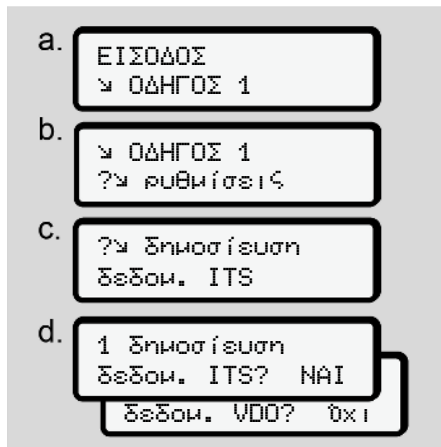 a.
ΕΙΣΟΔΟΣ
↘ ΟΔΗΓΟΣ 1
b.
↘ ΟΔΗΓΟΣ 1
?↘ ρυθμίσεις
c.
?↘ δημοσίευση
δεδομ. ITS
d.
1 δημοσίευση
δεδομ. ITS? ΝΑΙ
δεδομ. VDO? Όχι